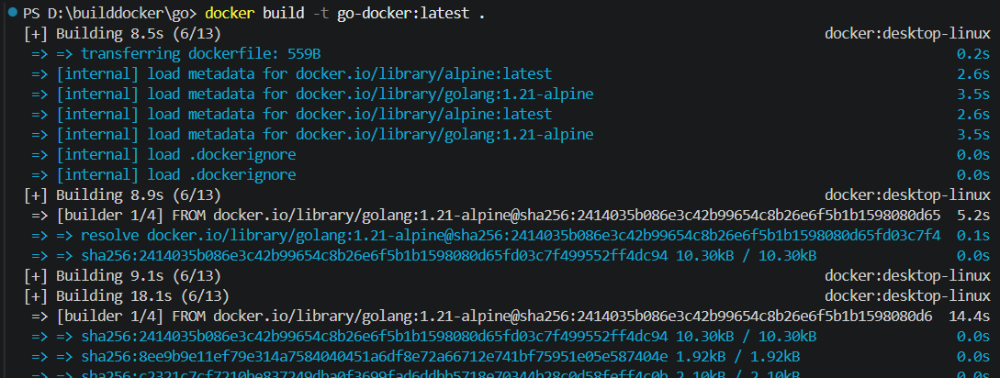 PS D:\builddocker\go> docker build -t go-docker:latest .
[+] Building 8.5s (6/13) docker:desktop-linux
=> => transferring dockerfile: 559B 0.2s
=> [internal] load metadata for docker.io/library/alpine:latest 2.6s
=> [internal] load metadata for docker.io/library/golang:1.21-alpine 3.5s
=> [internal] load metadata for docker.io/library/alpine:latest 2.6s
=> [internal] load metadata for docker.io/library/golang:1.21-alpine 3.5s
=> [internal] load .dockerignore 0.0s
=> [internal] load .dockerignore 0.0s
[+] Building 8.9s (6/13) docker:desktop-linux
=> [builder 1/4] FROM docker.io/library/golang:1.21-alpine@sha256:2414035b086e3c42b99654c8b26e6f5b1b1598080d65 5.2s
=> => resolve docker.io/library/golang:1.21-alpine@sha256:2414035b086e3c42b99654c8b26e6f5b1b1598080d65fd03c7f4 0.1s
=> => sha256:2414035b086e3c42b99654c8b26e6f5b1b1598080d65fd03c7f499552ff4dc94 10.30kB / 10.30kB 0.0s
[+] Building 9.1s (6/13) docker:desktop-linux
[+] Building 18.1s (6/13) docker:desktop-linux
=> [builder 1/4] FROM docker.io/library/golang:1.21-alpine@sha256:2414035b086e3c42b99654c8b26e6f5b1b1598080d6 14.4s
=> => sha256:2414035b086e3c42b99654c8b26e6f5b1b1598080d65fd03c7f499552ff4dc94 10.30kB / 10.30kB 0.0s
=> => sha256:8ee9b9e11ef79e314a7584040451a6df8e72a66712e741bf75951e05e587404e 1.92kB / 1.92kB 0.0s
=> => 2.10kB / 2.10kB 0.0s